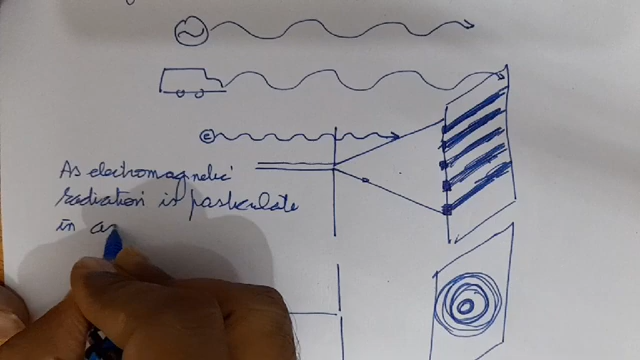 e
As electromagnetic
radiation is particulate
in a